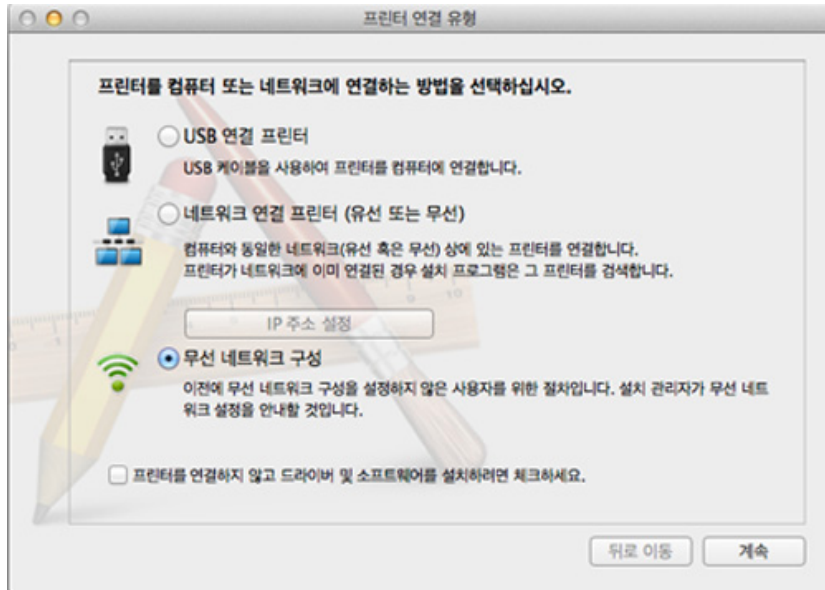 프린터 연결 유형
프린터를 컴퓨터 또는 네트워크에 연결하는 방법을 선택하십시오.
USB 연결 프린터
USB 케이블을 사용하여 프린터를 컴퓨터에 연결합니다.
네트워크 연결 프린터 (유선 또는 무선)
컴퓨터와 동일한 네트워크(유선 혹은 무선) 상에 있는 프린터를 연결합니다.
프린터가 네트워크에 이미 연결된 경우 설치 프로그램은 그 프린터를 검색합니다.
IP 주소 설정
무선 네트워크 구성
이전에 무선 네트워크 구성을 설정하지 않은 사용자를 위한 절차입니다. 설치 관리자가 무선 네트
워크 설정을 안내할 것입니다.
프린터를 연결하지 않고 드라이버 및 소프트웨어를 설치하려면 체크하세요.
뒤로 이동
계속